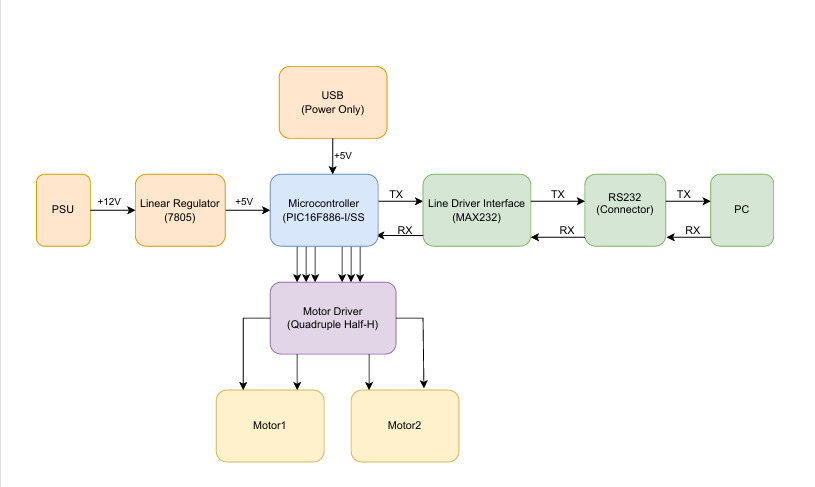 USB
(Power Only)
+5V
PSU
+12V
Linear Regulator
(7805)
+5V
Microcontroller
(PIC16F886-I/SS
TX
RX
Line Driver Interface
(MAX232)
TX
RX
RS232
(Connector)
TX
RX
PC
Motor Driver
(Quadruple Half-H)
Motor1
Motor2